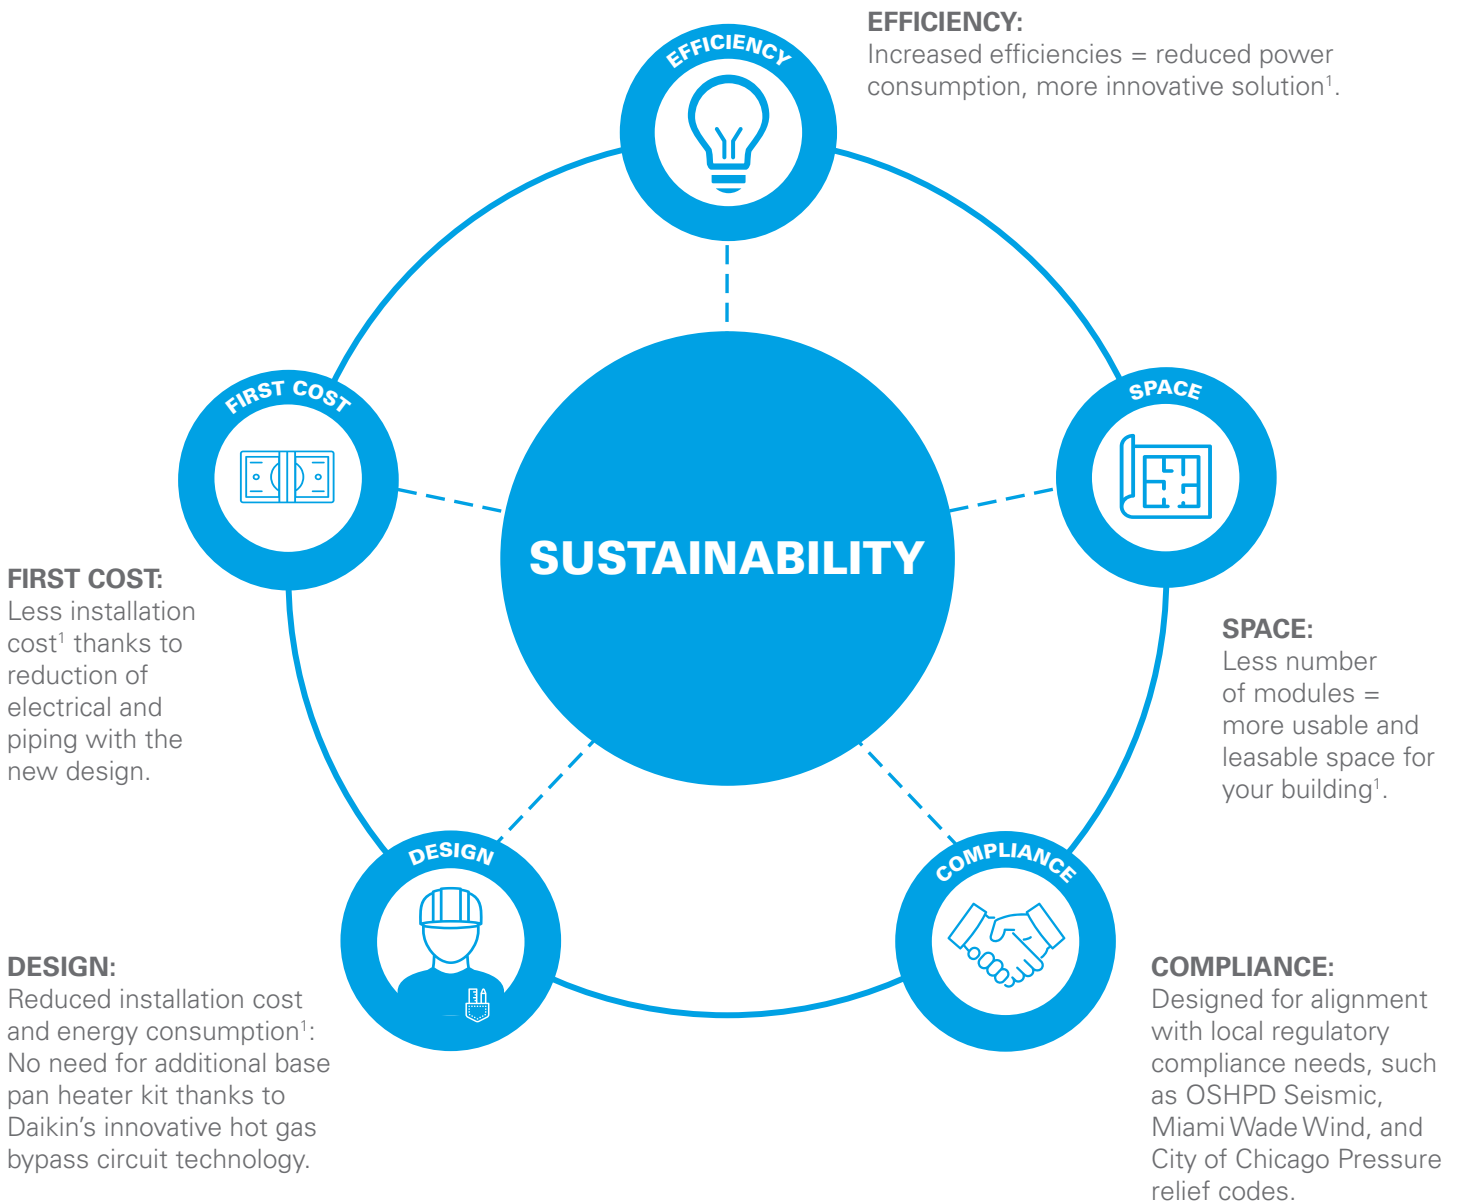 EFFICIENCY:
Increased efficiencies = reduced power
consumption, more innovative solution¹.
EFFICIENCY
FIRST COST
SPACE
SUSTAINABILITY
FIRST COST:
Less installation
cost¹ thanks to
reduction of
electrical and
piping with the
new design.
SPACE:
Less number
of modules =
more usable and
leasable space for
your building¹.
DESIGN
COMPLIANCE
DESIGN:
Reduced installation cost
and energy consumption¹:
No need for additional base
pan heater kit thanks to
Daikin’s innovative hot gas
bypass circuit technology.
COMPLIANCE:
Designed for alignment
with local regulatory
compliance needs, such
as OSHPD Seismic,
Miami Wade Wind, and
City of Chicago Pressure
relief codes.